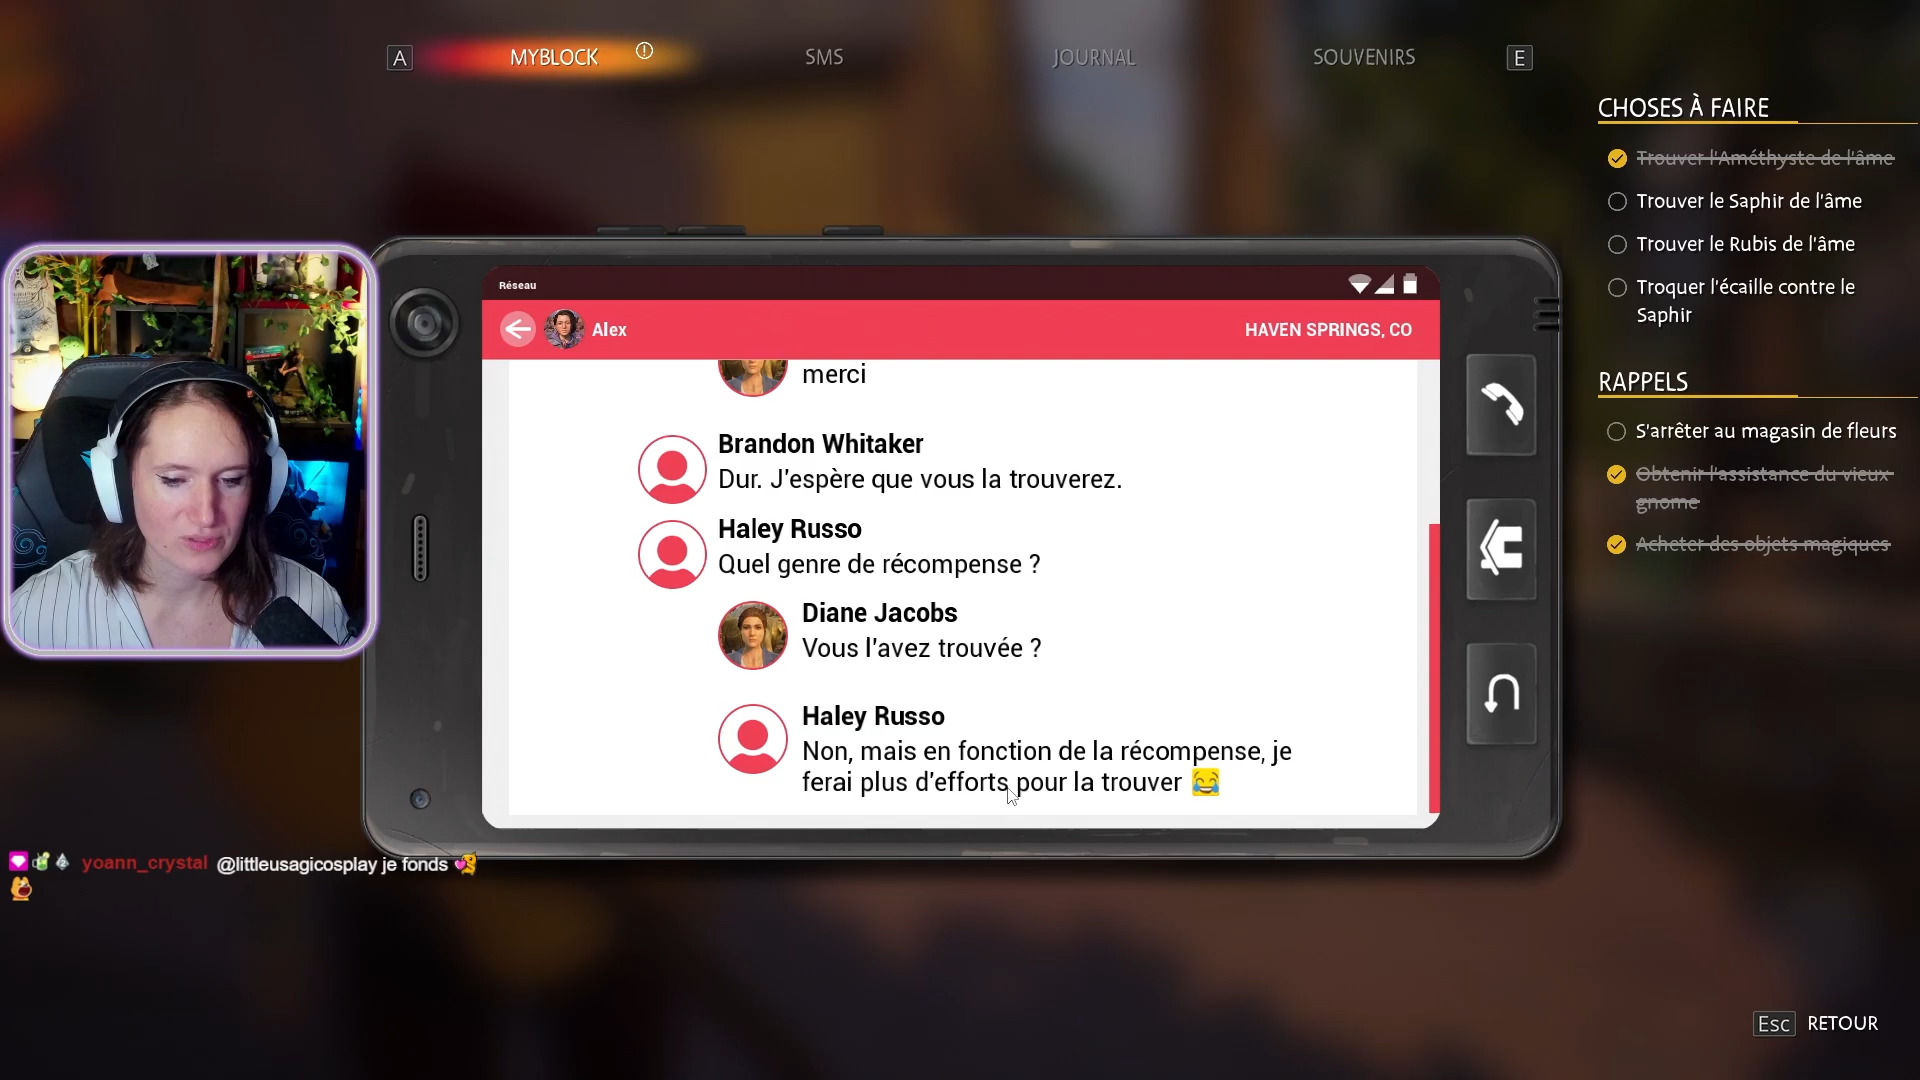 A
MYBLOCK
SMS
JOURNAL
SOUVENIRS
E
CHOSES À FAIRE
Trouver l'Améthyste de l'âme
Trouver le Saphir de l'âme
Trouver le Rubis de l'âme
Troquer l'écaille contre le
Saphir
RAPPELS
S'arrêter au magasin de fleurs
Obtenir l'assistance du vieux
gnome
Acheter des objets magiques
Réseau
Alex
HAVEN SPRINGS, CO
merci
Brandon Whitaker
Dur. J'espère que vous la trouverez.
Haley Russo
Quel genre de récompense ?
Diane Jacobs
Vous l'avez trouvée ?
Haley Russo
Non, mais en fonction de la récompense, je
ferai plus d'efforts pour la trouver 😂
yoann_crystal @littleusagicosplay je fonds
Esc RETOUR